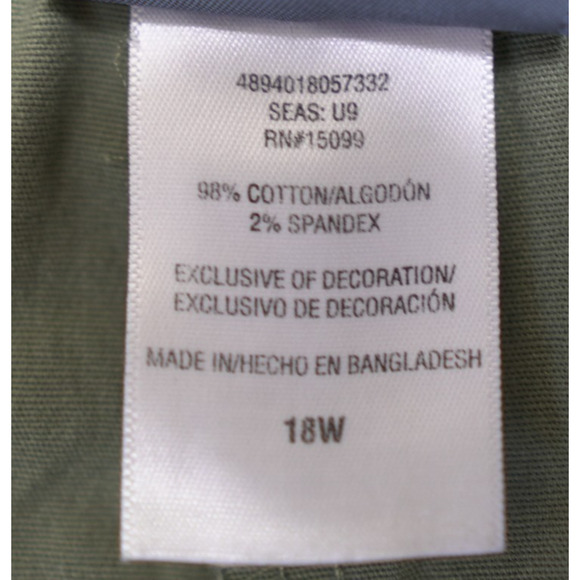 4894018057332
SEAS: U9
RN#15099
98% COTTON/ALGODÓN
2% SPANDEX
EXCLUSIVE OF DECORATION/
EXCLUSIVO DE DECORACIÓN
MADE IN/HECHO EN BANGLADESH
18W